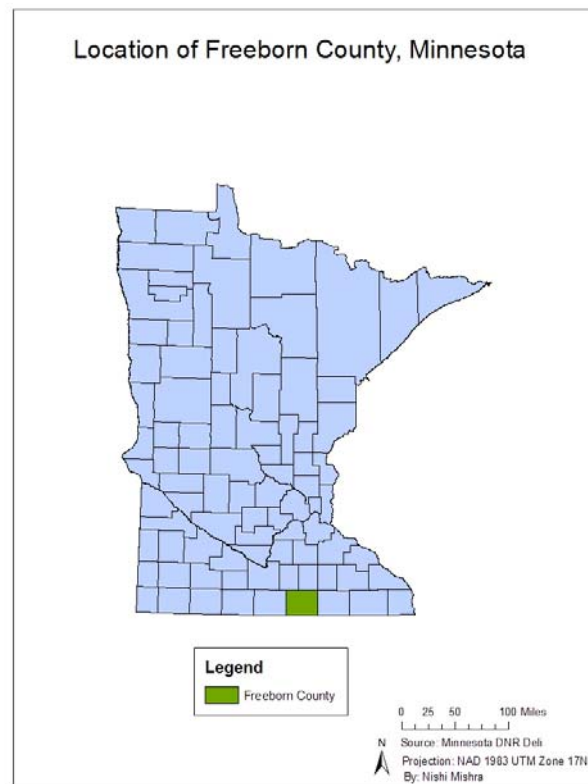 Location of Freeborn County, Minnesota
Legend
Freeborn County
0 25 50 100 Miles
N
Source: Minnesota DNR Deli
Projection: NAD 1983 UTM Zone 17N
By: Nishi Mishra